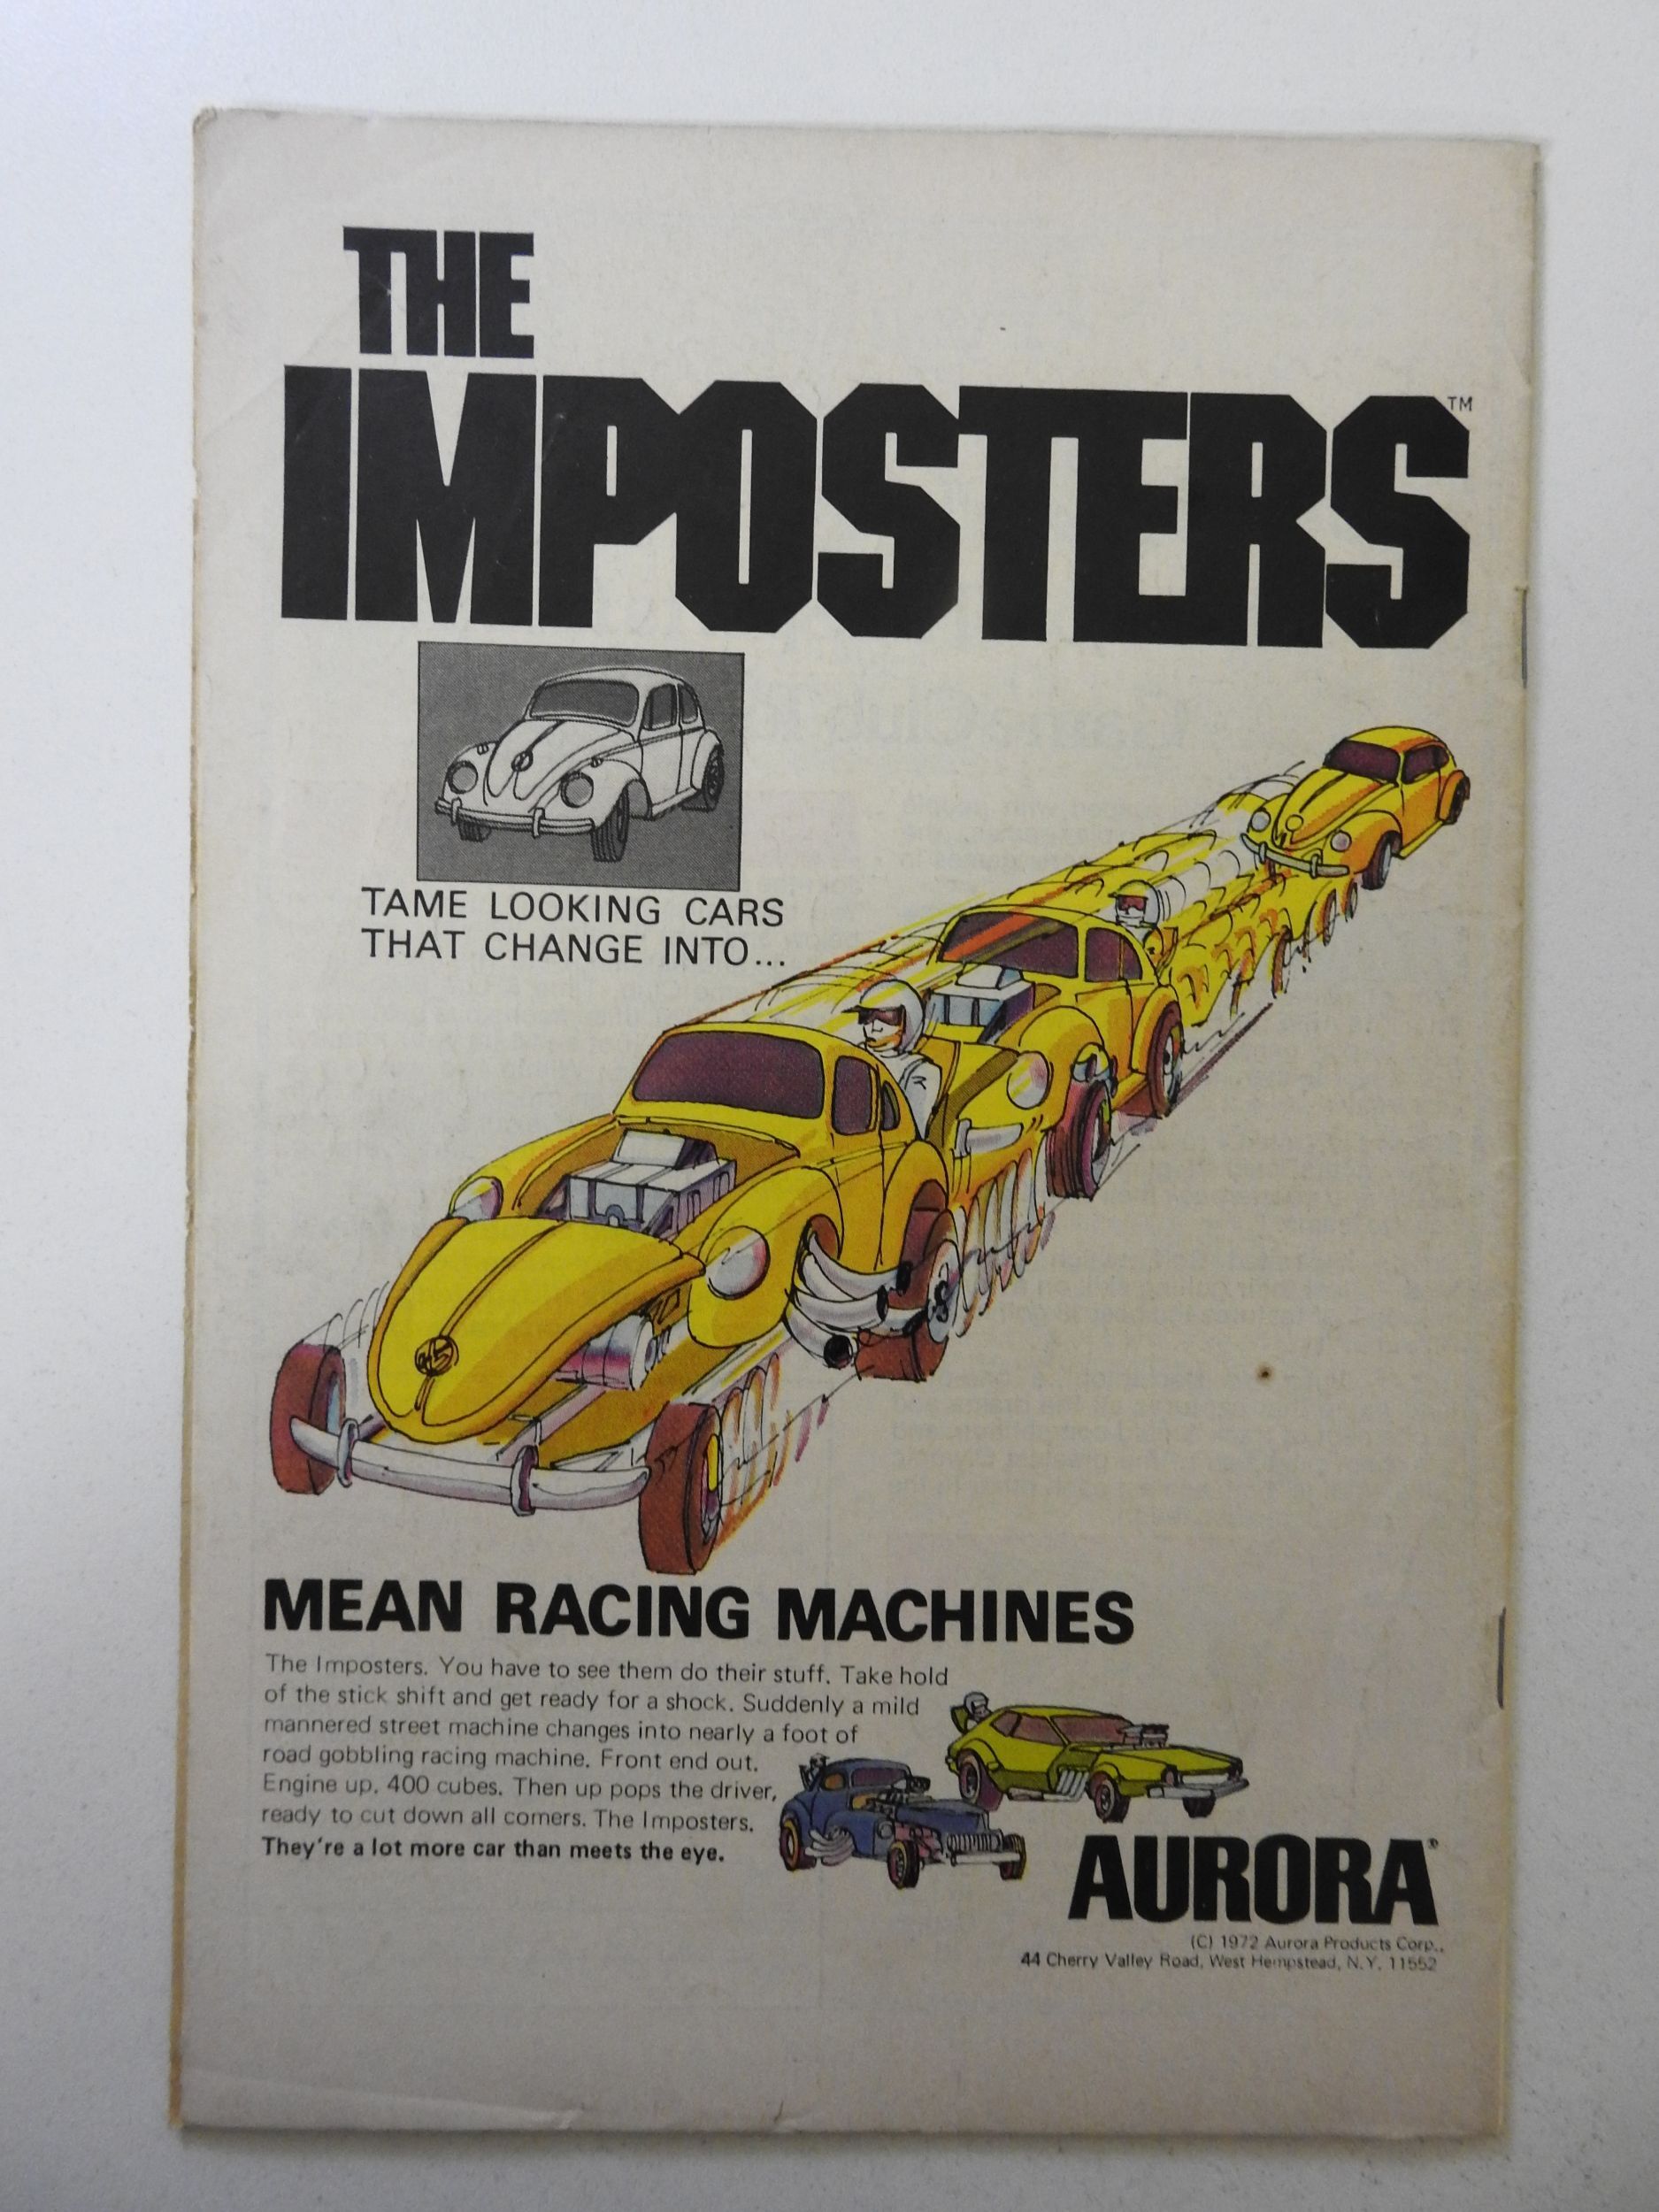 THE
IMPOSTERS™
TAME LOOKING CARS
THAT CHANGE INTO...
MEAN RACING MACHINES
The Imposters. You have to see them do their stuff. Take hold
of the stick shift and get ready for a shock. Suddenly a mild
mannered street machine changes into nearly a foot of
road gobbling racing machine. Front end out.
Engine up. 400 cubes. Then up pops the driver,
ready to cut down all comers. The Imposters.
They're a lot more car than meets the eye.
AURORA®
(C) 1972 Aurora Products Corp.,
44 Cherry Valley Road, West Hempstead, N.Y. 11552